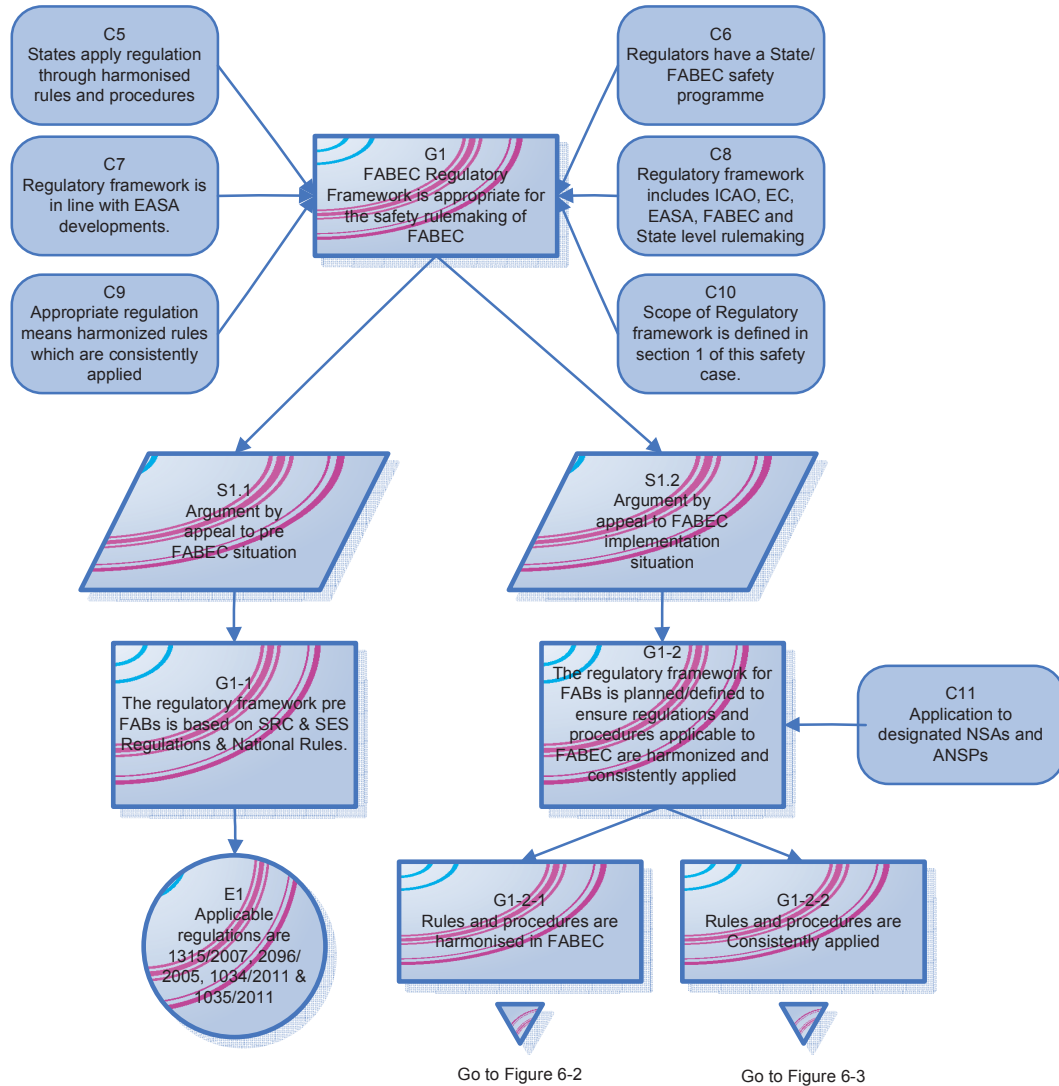 C5
States apply regulation
through harmonised
rules and procedures
C6
Regulators have a State/
FABEC safety
programme
C7
Regulatory framework is
in line with EASA
developments.
G1
FABEC Regulatory
Framework is appropriate for
the safety rulemaking of
FABEC
C8
Regulatory framework
includes ICAO, EC,
EASA, FABEC and
State level rulemaking
C9
Appropriate regulation
means harmonized rules
which are consistently
applied
C10
Scope of Regulatory
framework is defined in
section 1 of this safety
case.
S1.1
Argument by
appeal to pre
FABEC situation
S1.2
Argument by
appeal to FABEC
implementation
situation
G1-1
The regulatory framework pre
FABs is based on SRC & SES
Regulations & National Rules.
G1-2
The regulatory framework for
FABs is planned/defined to
ensure regulations and
procedures applicable to
FABEC are harmonized and
consistently applied
C11
Application to
designated NSAs and
ANSPs
E1
Applicable
regulations are
1315/2007, 2096/
2005, 1034/2011 &
1035/2011
G1-2-1
Rules and procedures are
harmonised in FABEC
G1-2-2
Rules and procedures are
Consistently applied
Go to Figure 6-2
Go to Figure 6-3